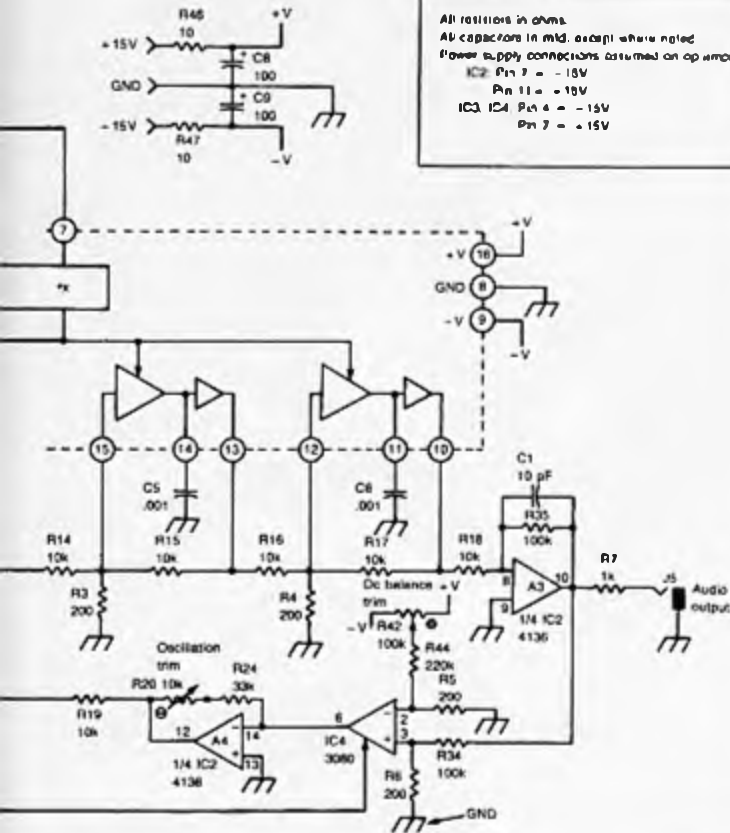 All resistors in ohms
All capacitors in mfd. except where noted
Power supply connections assumed on op amps
IC2: Pin 7 = -15V
Pin 11 = +15V
IC3, IC4, Pin 4 = -15V
Pin 7 = +15V
R46
10
+15V
+V
+
C8
100
GND
+
C9
100
-15V
R47
10
-V
7
+V
+V
16
GND
8
-V
9
-V
15
14
13
12
11
10
C5
.001
C6
.001
C1
10 pF
R35
100k
R14
10k
R15
10k
R16
10k
R17
10k
R18
10k
R3
200
R4
200
8
9
A3
10
1/4 IC2
4136
R7
1k
J5
Audio
output
Dc balance
trim
+V
-V
R42
100k
R44
220k
R5
200
Oscillation
trim
R20 10k
R24
33k
R19
10k
12
A4
-
+
14
13
1/4 IC2
4136
6
IC4
3080
-
+
2
3
R34
100k
R6
200
GND